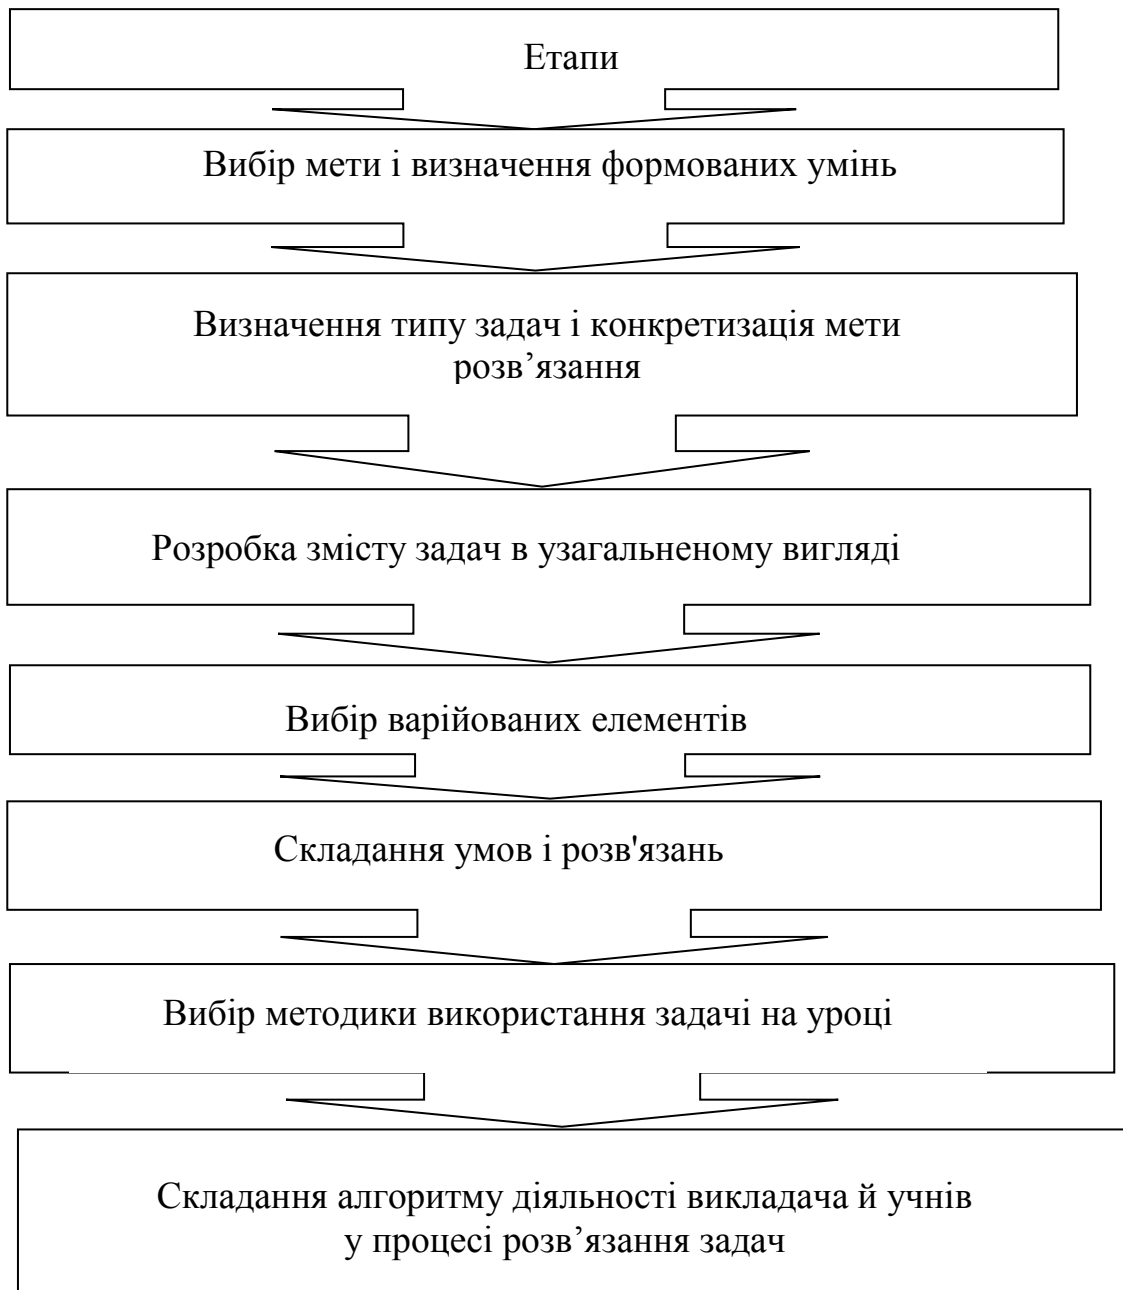 Етапи
Вибір мети і визначення формованих умінь
Визначення типу задач і конкретизація мети
розв’язання
Розробка змісту задач в узагальненому вигляді
Вибір варійованих елементів
Складання умов і розв'язань
Вибір методики використання задачі на уроці
Складання алгоритму діяльності викладача й учнів
у процесі розв’язання задач